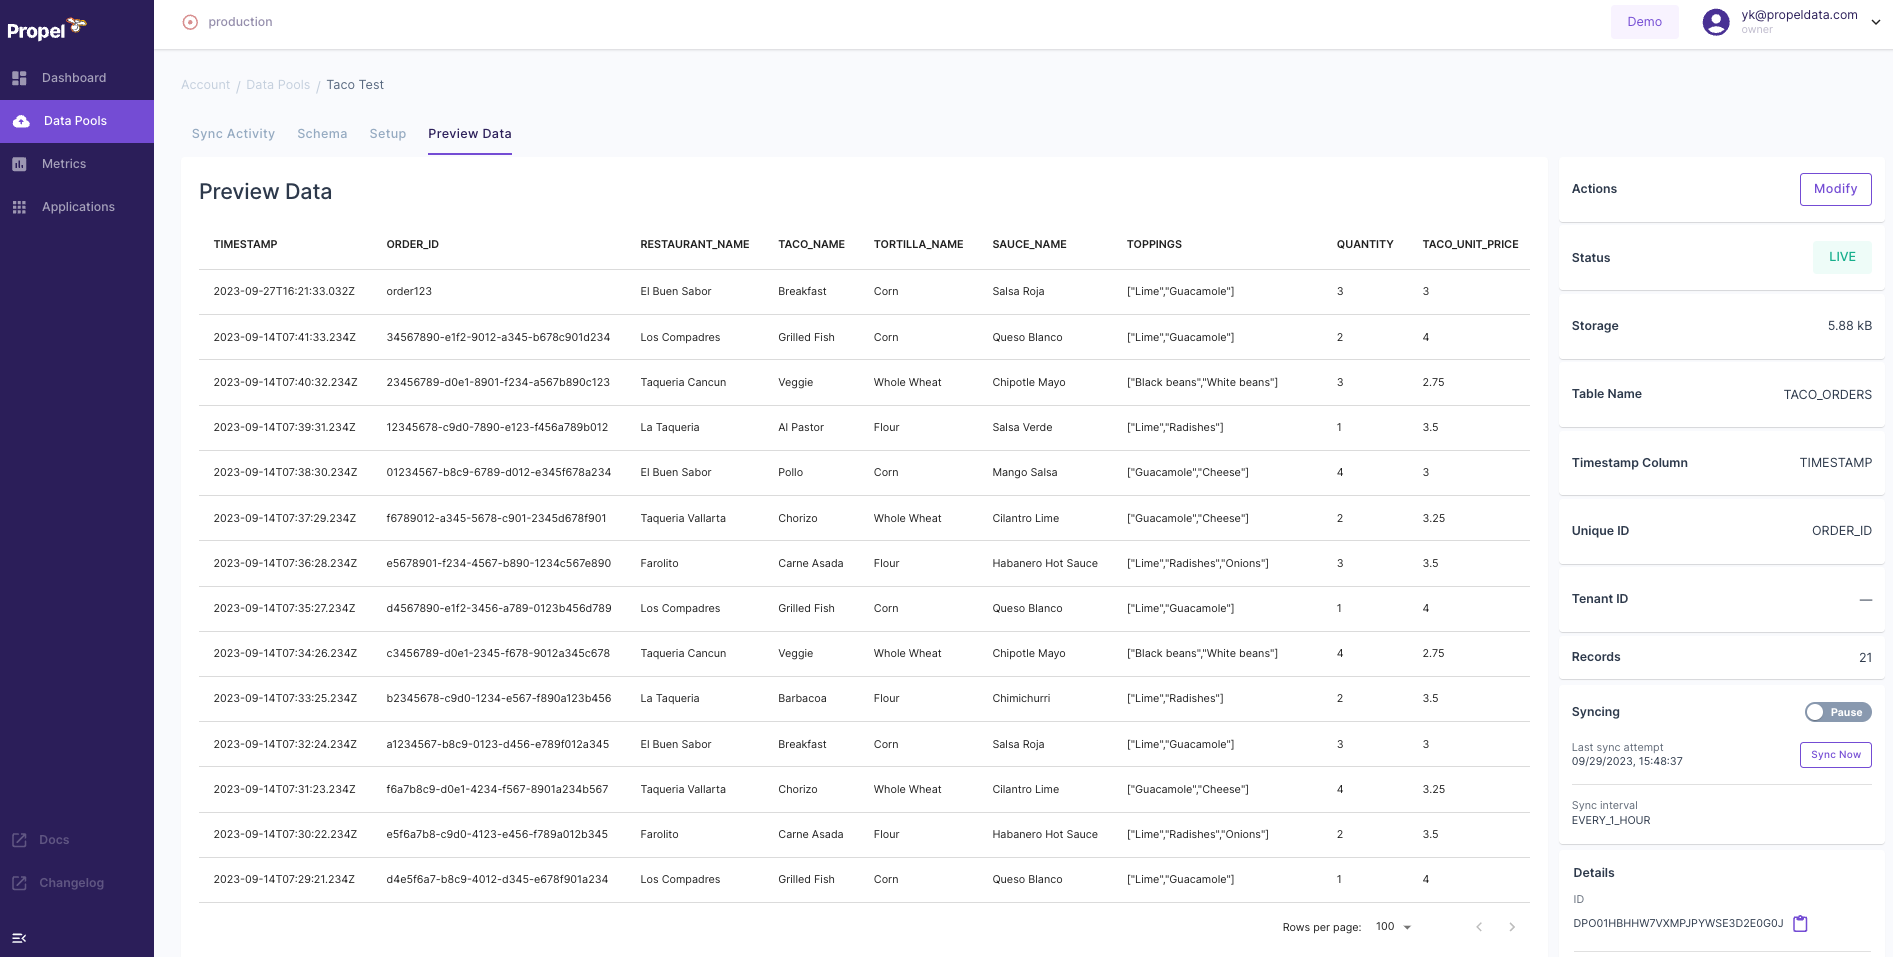 Propel
production
Demo
yk@propeldata.com
owner
Dashboard
Data Pools
Metrics
Applications
Docs
Changelog
Account / Data Pools / Taco Test
Sync Activity Schema Setup Preview Data
Preview Data
TIMESTAMP ORDER_ID RESTAURANT_NAME TACO_NAME TORTILLA_NAME SAUCE_NAME TOPPINGS QUANTITY TACO_UNIT_PRICE
2023-09-27T16:21:33.032Z order123 El Buen Sabor Breakfast Corn Salsa Roja ["Lime","Guacamole"] 3 3
2023-09-14T07:41:33.234Z 34567890-e1f2-9012-a345-b678c901d234 Los Compadres Grilled Fish Corn Queso Blanco ["Lime","Guacamole"] 2 4
2023-09-14T07:40:32.234Z 23456789-d0e1-8901-f234-a567b890c123 Taqueria Cancun Veggie Whole Wheat Chipotle Mayo ["Black beans","White beans"] 3 2.75
2023-09-14T07:39:31.234Z 12345678-c9d0-7890-e123-f456a789b012 La Taqueria Al Pastor Flour Salsa Verde ["Lime","Radishes"] 1 3.5
2023-09-14T07:38:30.234Z 01234567-b8c9-6789-d012-e345f678a234 El Buen Sabor Pollo Corn Mango Salsa ["Guacamole","Cheese"] 4 3
2023-09-14T07:37:29.234Z f6789012-a345-5678-c901-2345d678f901 Taqueria Vallarta Chorizo Whole Wheat Cilantro Lime ["Guacamole","Cheese"] 2 3.25
2023-09-14T07:36:28.234Z e5678901-f234-4567-b890-1234c567e890 Farolito Carne Asada Flour Habanero Hot Sauce ["Lime","Radishes","Onions"] 3 3.5
2023-09-14T07:35:27.234Z d4567890-e1f2-3456-a789-0123b456d789 Los Compadres Grilled Fish Corn Queso Blanco ["Lime","Guacamole"] 1 4
2023-09-14T07:34:26.234Z c3456789-d0e1-2345-f678-9012a345c678 Taqueria Cancun Veggie Whole Wheat Chipotle Mayo ["Black beans","White beans"] 4 2.75
2023-09-14T07:33:25.234Z b2345678-c9d0-1234-e567-f890a123b456 La Taqueria Barbacoa Flour Chimichurri ["Lime","Radishes"] 2 3.5
2023-09-14T07:32:24.234Z a1234567-b8c9-0123-d456-e789f012a345 El Buen Sabor Breakfast Corn Salsa Roja ["Lime","Guacamole"] 3 3
2023-09-14T07:31:23.234Z f6a7b8c9-d0e1-4234-f567-8901a234b567 Taqueria Vallarta Chorizo Whole Wheat Cilantro Lime ["Guacamole","Cheese"] 4 3.25
2023-09-14T07:30:22.234Z e5f6a7b8-c9d0-4123-e456-f789a012b345 Farolito Carne Asada Flour Habanero Hot Sauce ["Lime","Radishes","Onions"] 2 3.5
2023-09-14T07:29:21.234Z d4e5f6a7-b8c9-4012-d345-e678f901a234 Los Compadres Grilled Fish Corn Queso Blanco ["Lime","Guacamole"] 1 4
Rows per page: 100
Actions Modify
Status LIVE
Storage 5.88 kB
Table Name TACO_ORDERS
Timestamp Column TIMESTAMP
Unique ID ORDER_ID
Tenant ID —
Records 21
Syncing Pause
Last sync attempt
09/29/2023, 15:48:37
Sync Now
Sync interval
EVERY_1_HOUR
Details
ID
DPO01HBHHW7VXMPJPYWSE3D2E0G0J